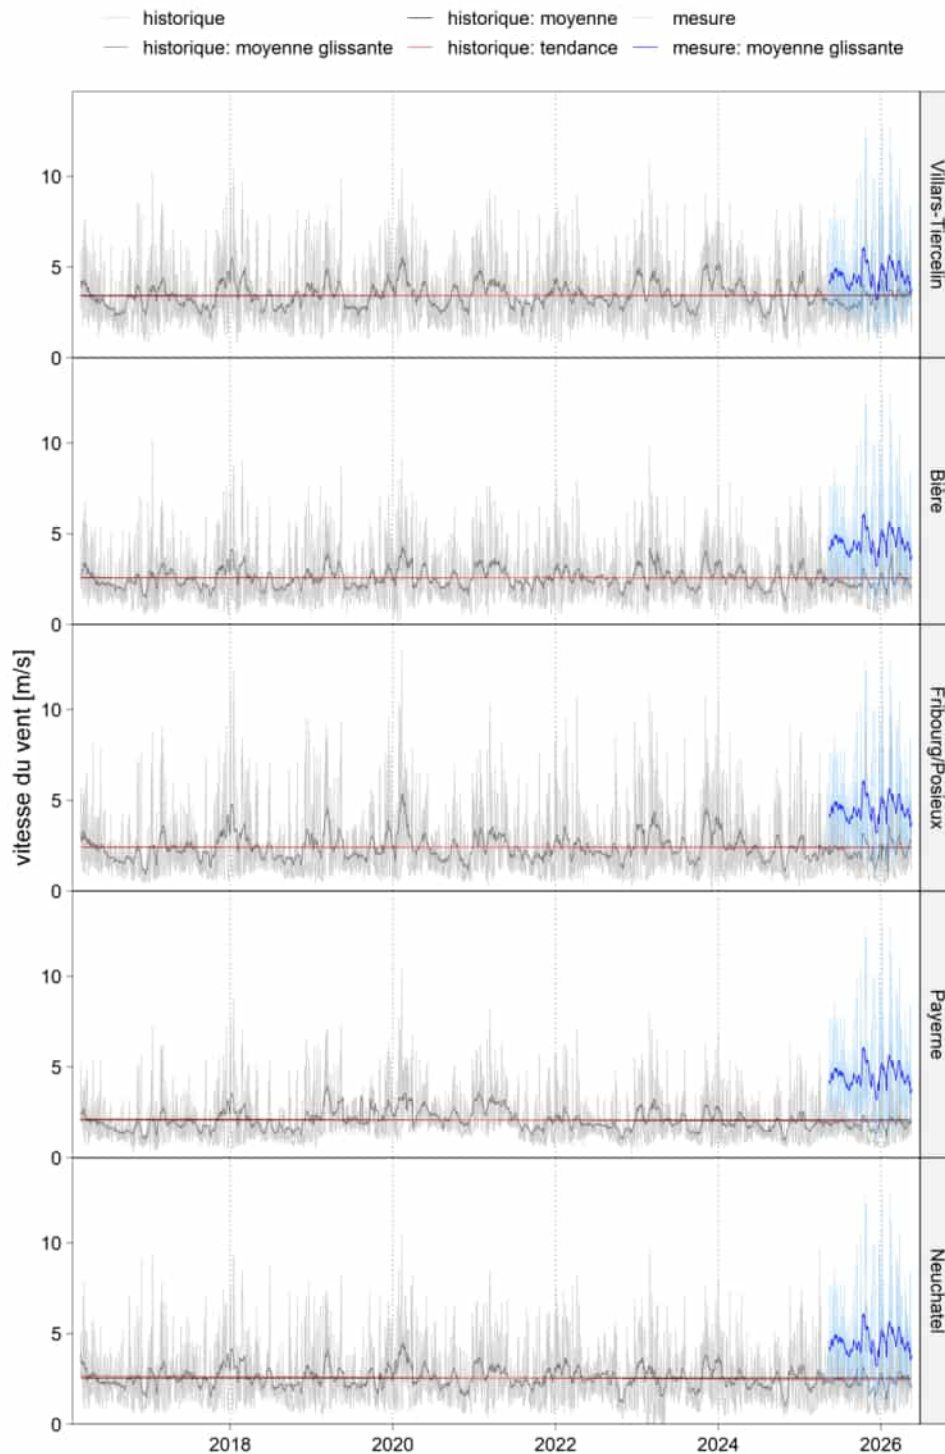 historique
historique: moyenne
mesure
historique: moyenne glissante
historique: tendance
mesure: moyenne glissante
vitesse du vent [m/s]
10
5
0
Villars-Tiercelin
10
5
0
Bière
10
5
0
Fribourg/Posieux
10
5
0
Payerne
10
5
0
Neuchatel
2018
2020
2022
2024
2026